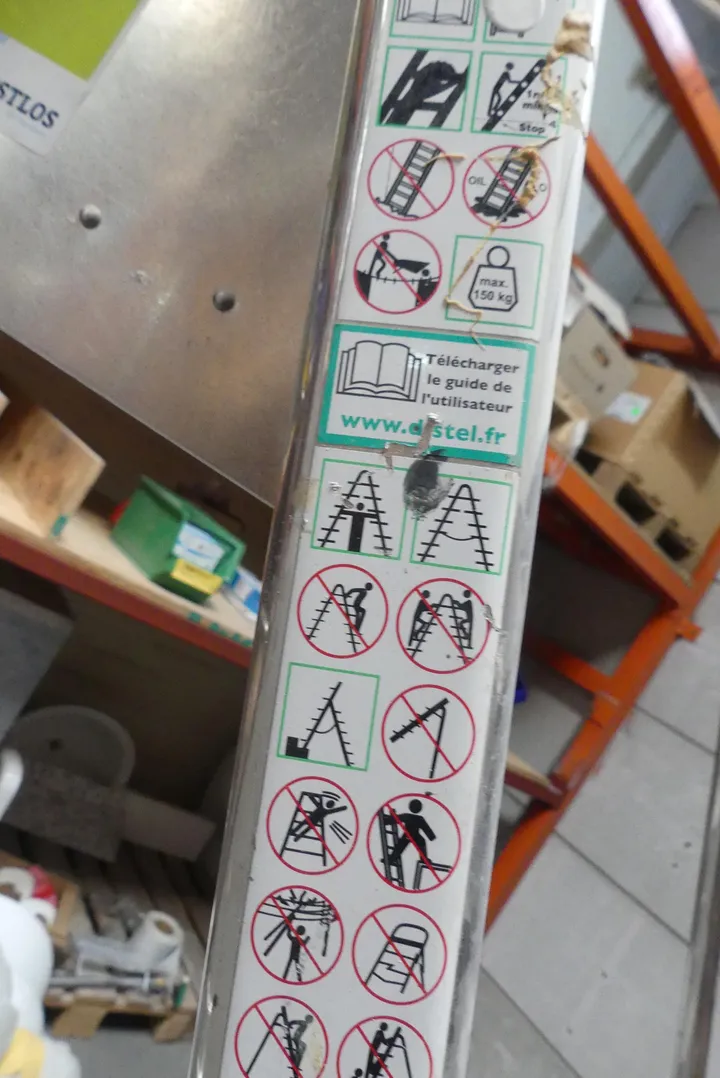 STLOS
Stop
OIL
max.
150 kg
Télécharger
le guide de
l'utilisateur
www.distel.fr